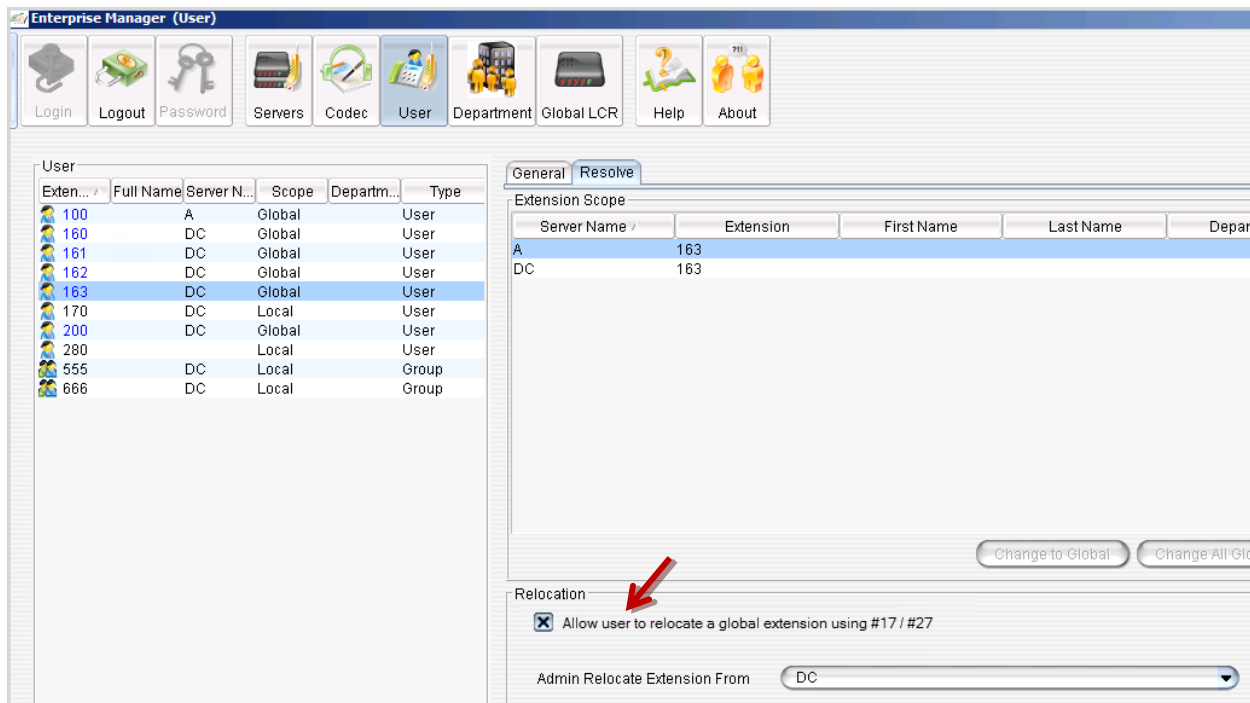 Enterprise Manager (User)
Login Logout Password Servers Codec User Department Global LCR Help About
?!!
User
Exten... / Full Name Server N... Scope Departm... Type
100 A Global User
160 DC Global User
161 DC Global User
162 DC Global User
163 DC Global User
170 DC Local User
200 DC Global User
280 Local User
555 DC Local Group
666 DC Local Group
General Resolve
Extension Scope
Server Name / Extension First Name Last Name Depar
A 163
DC 163
Change to Global Change All Glo
Relocation
Allow user to relocate a global extension using #17 / #27
Admin Relocate Extension From DC